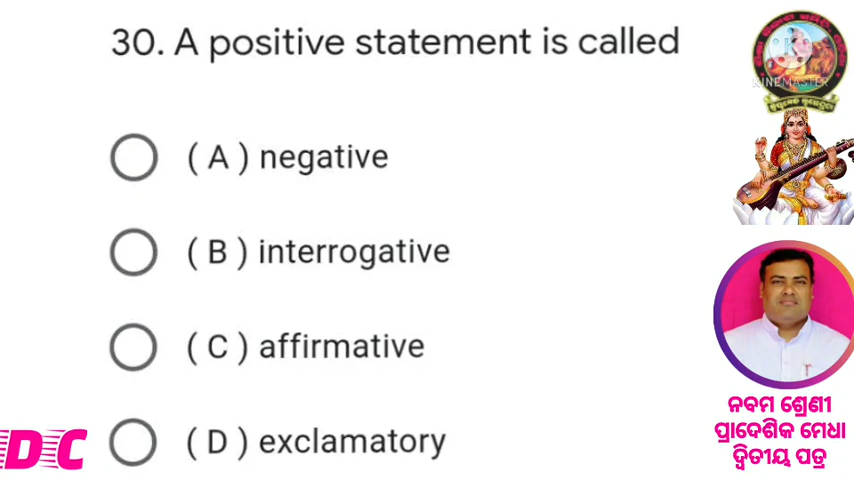 30. A positive statement is called
( A ) negative
( B ) interrogative
( C ) affirmative
( D ) exclamatory
KINEMASTER
DC
ନବମ ଶ୍ରେଣୀ
ପ୍ରାଦେଶିକ ମେଧା
ଦ୍ୱିତୀୟ ପତ୍ର